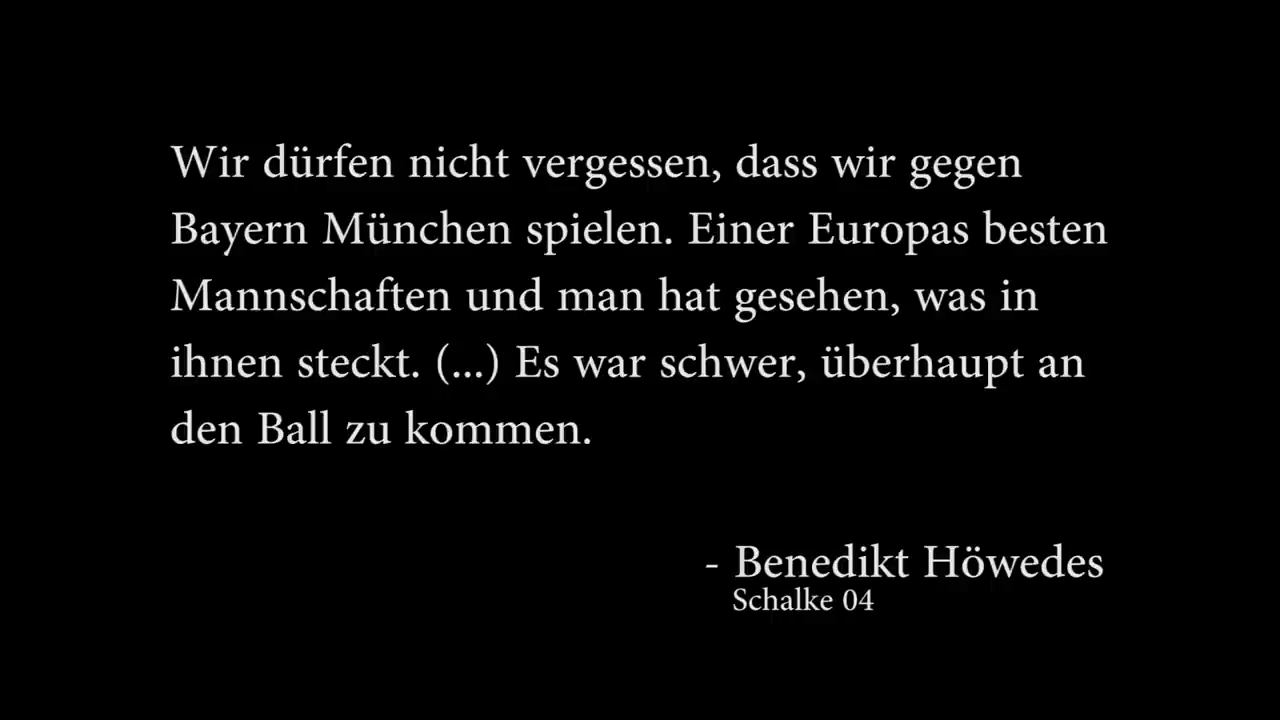 Wir dürfen nicht vergessen, dass wir gegen
Bayern München spielen. Einer Europas besten
Mannschaften und man hat gesehen, was in
ihnen steckt. (...) Es war schwer, überhaupt an
den Ball zu kommen.
- Benedikt Höwedes
Schalke 04